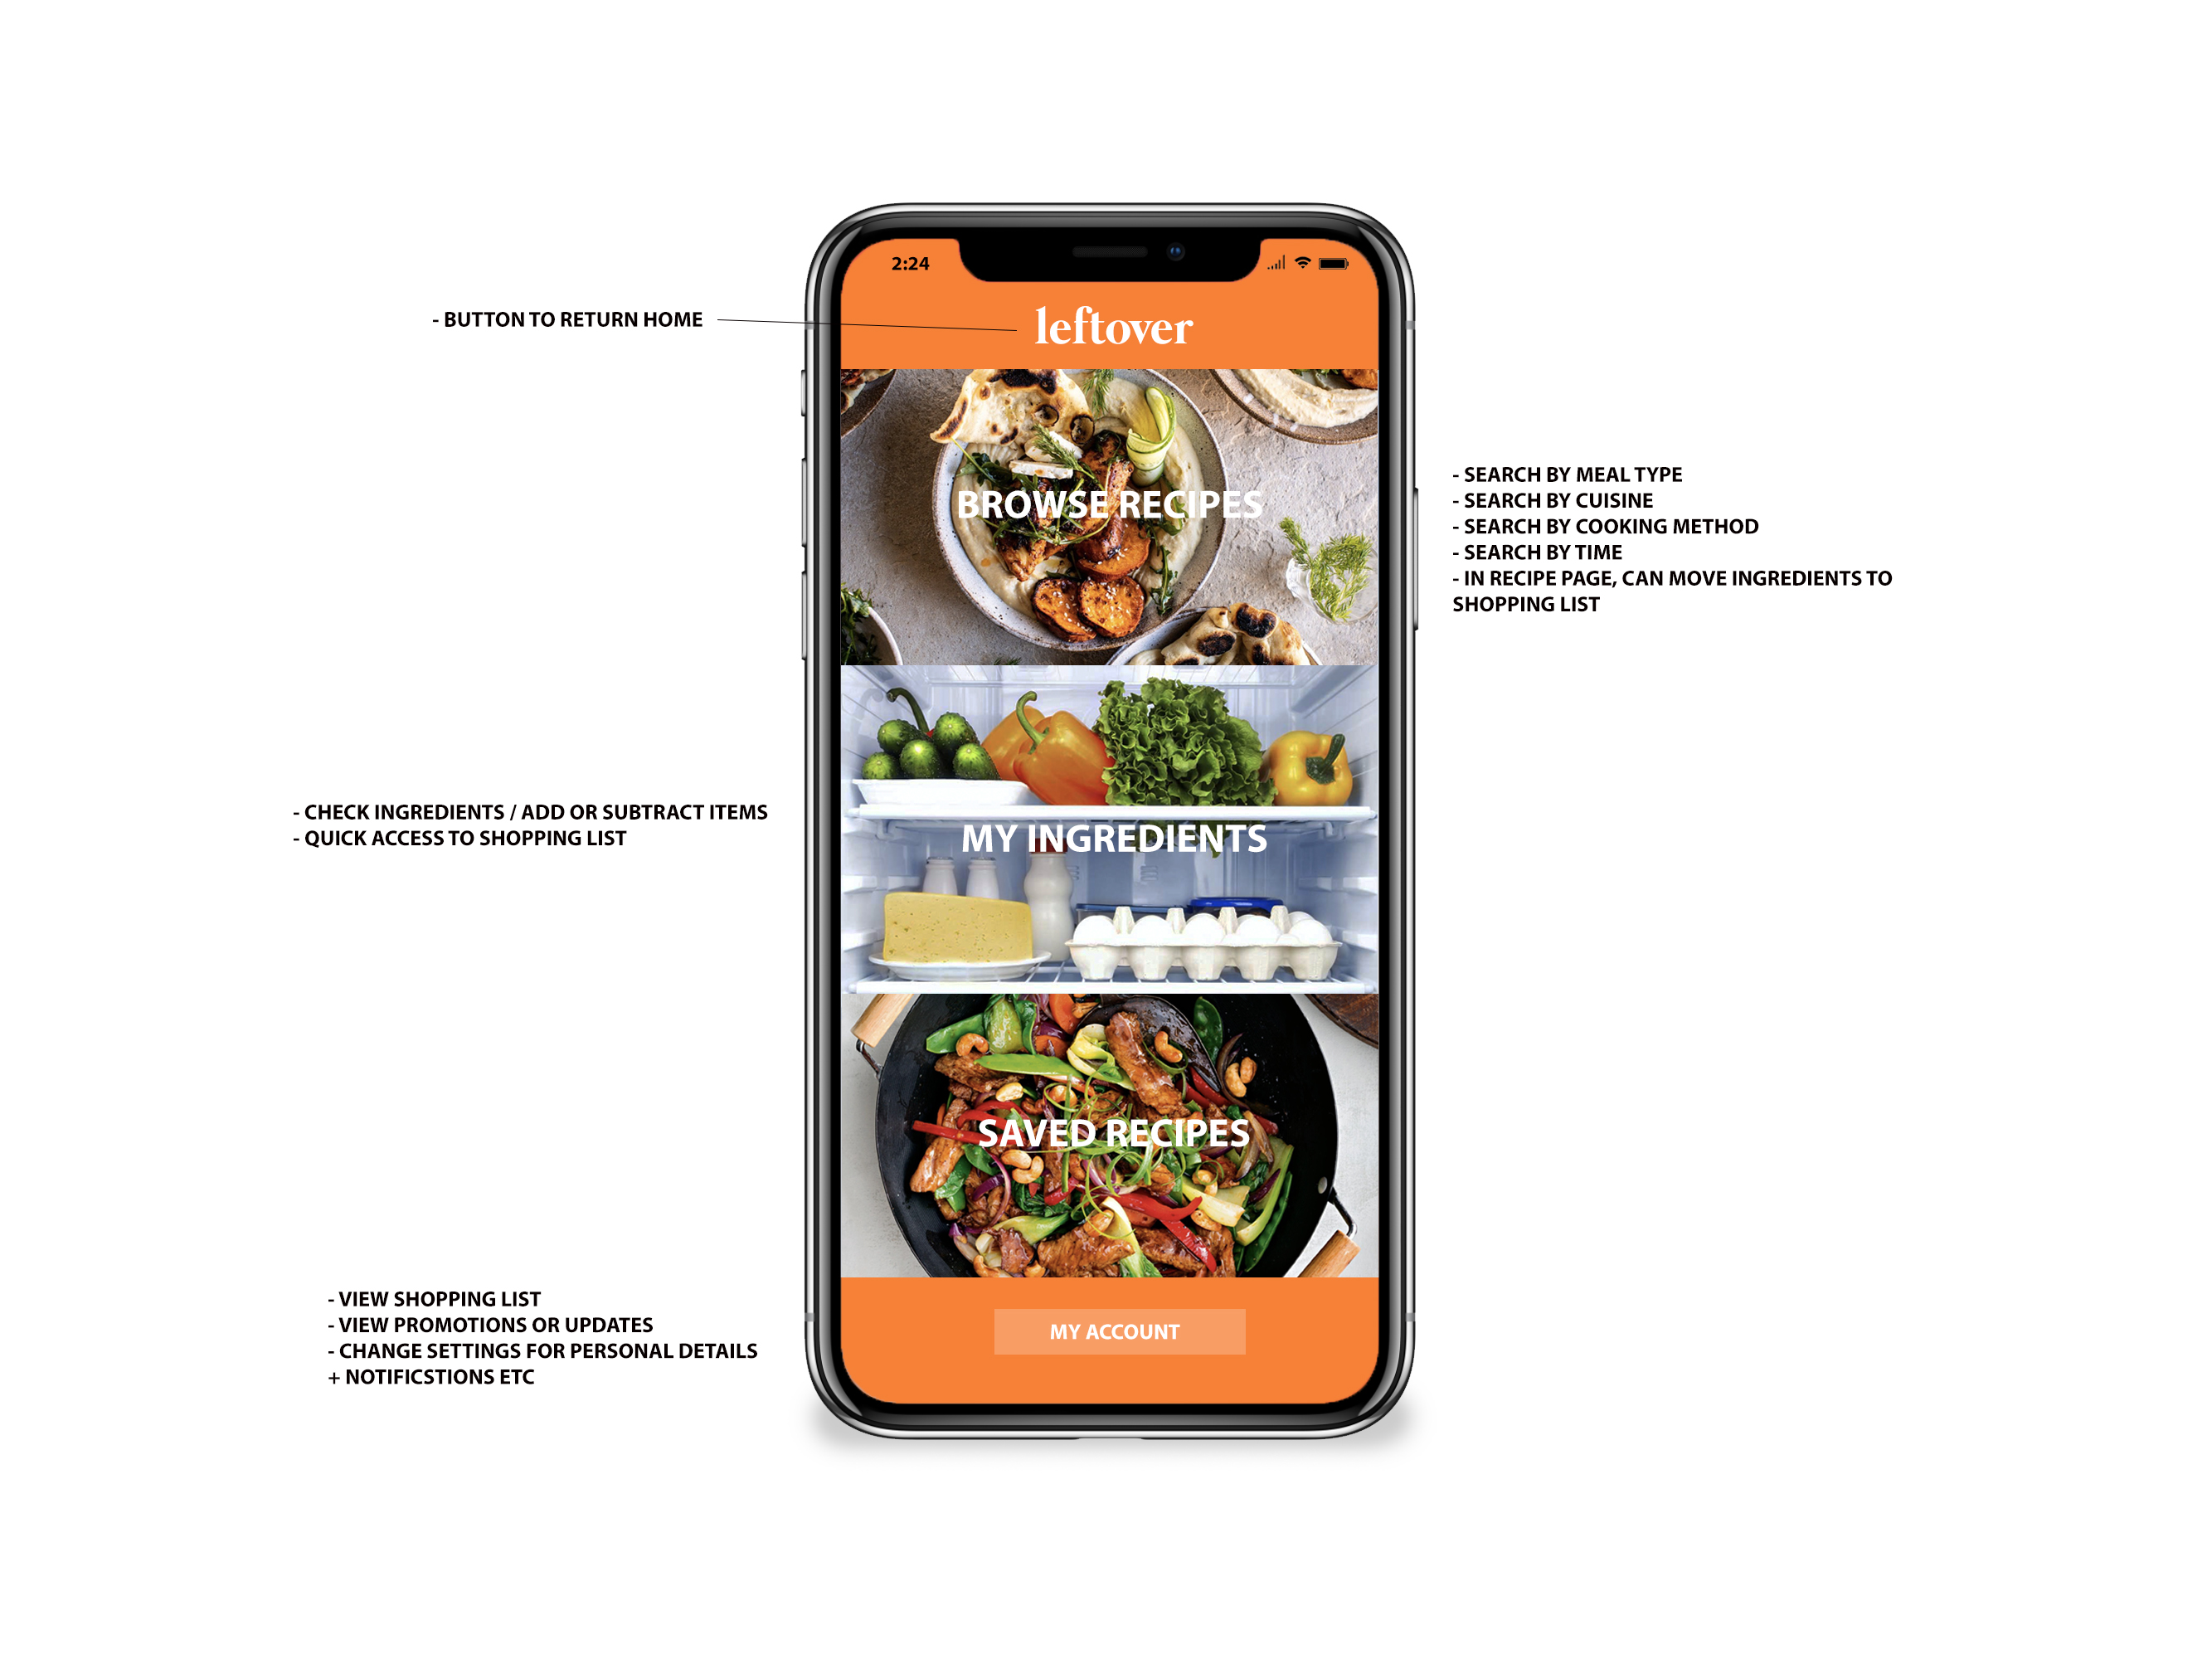 2:24
- BUTTON TO RETURN HOME
leftover
BROWSE RECIPES
- SEARCH BY MEAL TYPE
- SEARCH BY CUISINE
- SEARCH BY COOKING METHOD
- SEARCH BY TIME
- IN RECIPE PAGE, CAN MOVE INGREDIENTS TO
SHOPPING LIST
- CHECK INGREDIENTS / ADD OR SUBTRACT ITEMS
- QUICK ACCESS TO SHOPPING LIST
MY INGREDIENTS
SAVED RECIPES
- VIEW SHOPPING LIST
- VIEW PROMOTIONS OR UPDATES
- CHANGE SETTINGS FOR PERSONAL DETAILS
+ NOTIFICSTIONS ETC
MY ACCOUNT